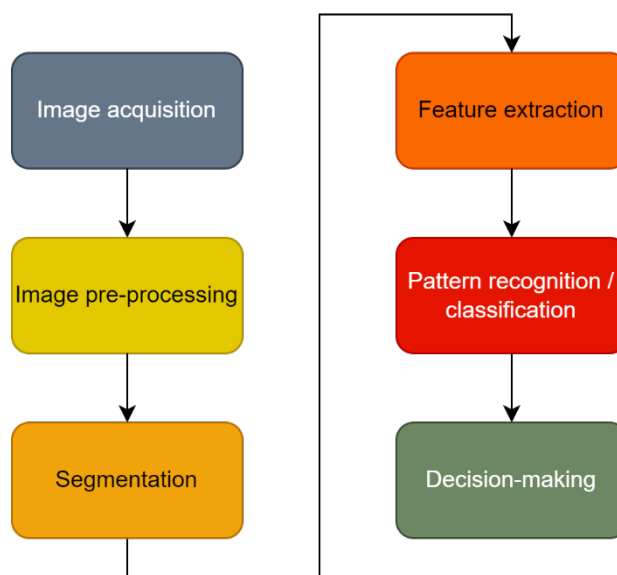 Image acquisition
Image pre-processing
Segmentation
Feature extraction
Pattern recognition /
classification
Decision-making